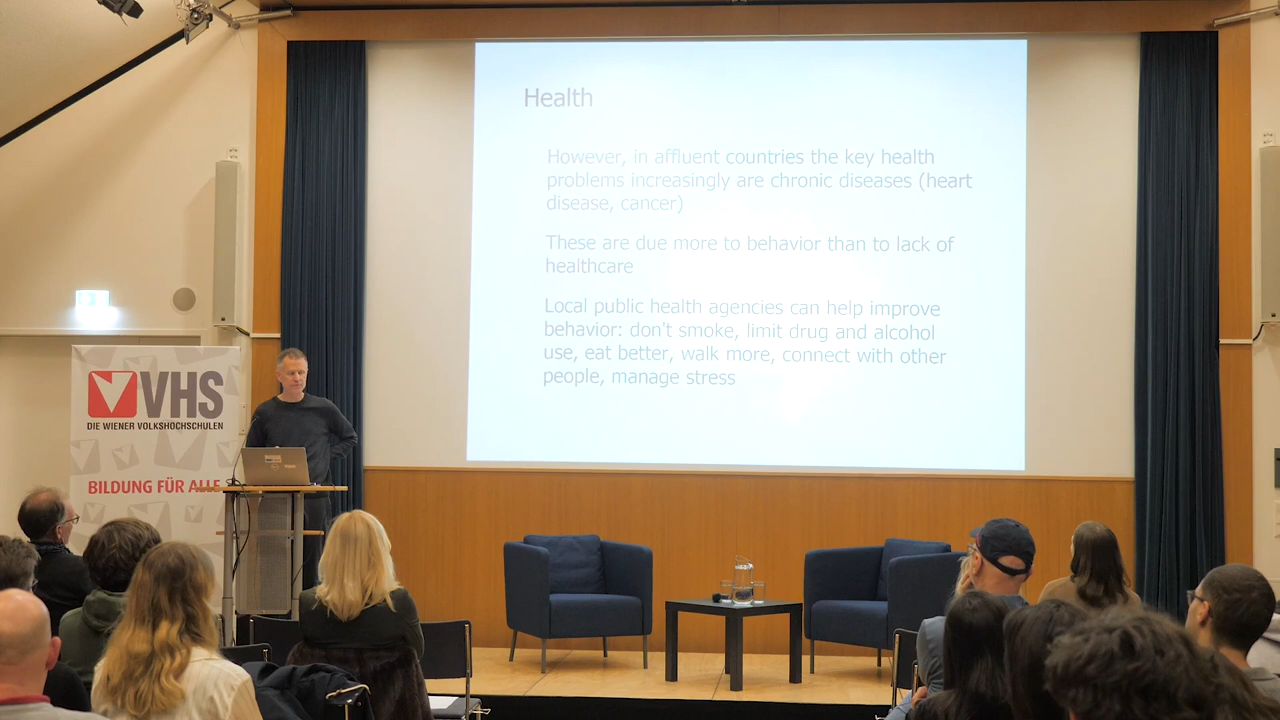 Health
However, in affluent countries the key health
problems increasingly are chronic diseases (heart
disease, cancer)
These are due more to behavior than to lack of
healthcare
Local public health agencies can help improve
behavior: don't smoke, limit drug and alcohol
use, eat better, walk more, connect with other
people, manage stress
VHS
DIE WIENER VOLKSHOCHSCHULEN
BILDUNG FÜR ALLE